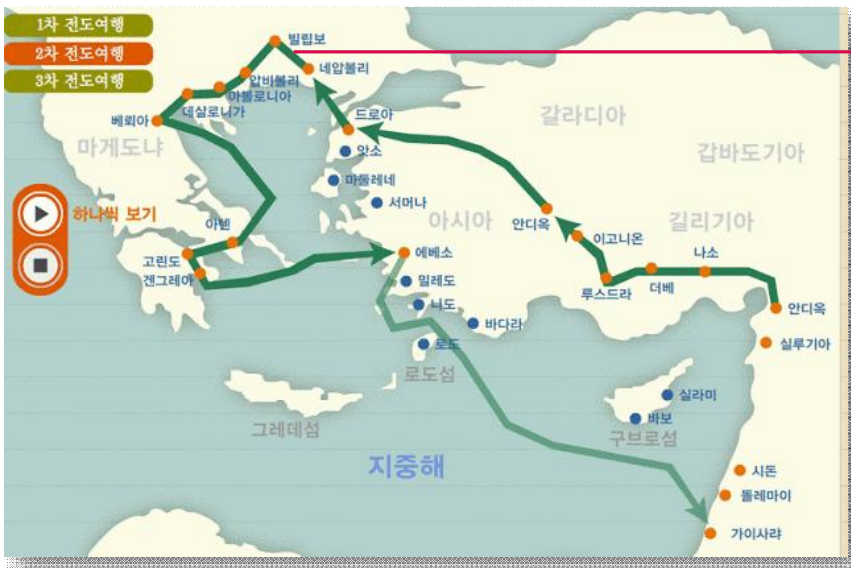 1차 전도여행
2차 전도여행
3차 전도여행
빌립보
네압볼리
압비볼리
아볼로니아
데살로니가
베뢰아
마게도냐
드로아
앗소
갈라디아
갑바도기아
하나씩 보기
미둘레네
서머나
아시아
안디옥
길리기아
이고니온
나소
아텐
고린도
겐그레아
에베소
밀레도
루스드라
더베
안디옥
니도
바다라
로도
실루기아
로도섬
그레데섬
실라미
바보
구브로섬
지중해
시돈
돌레마이
가이사랴